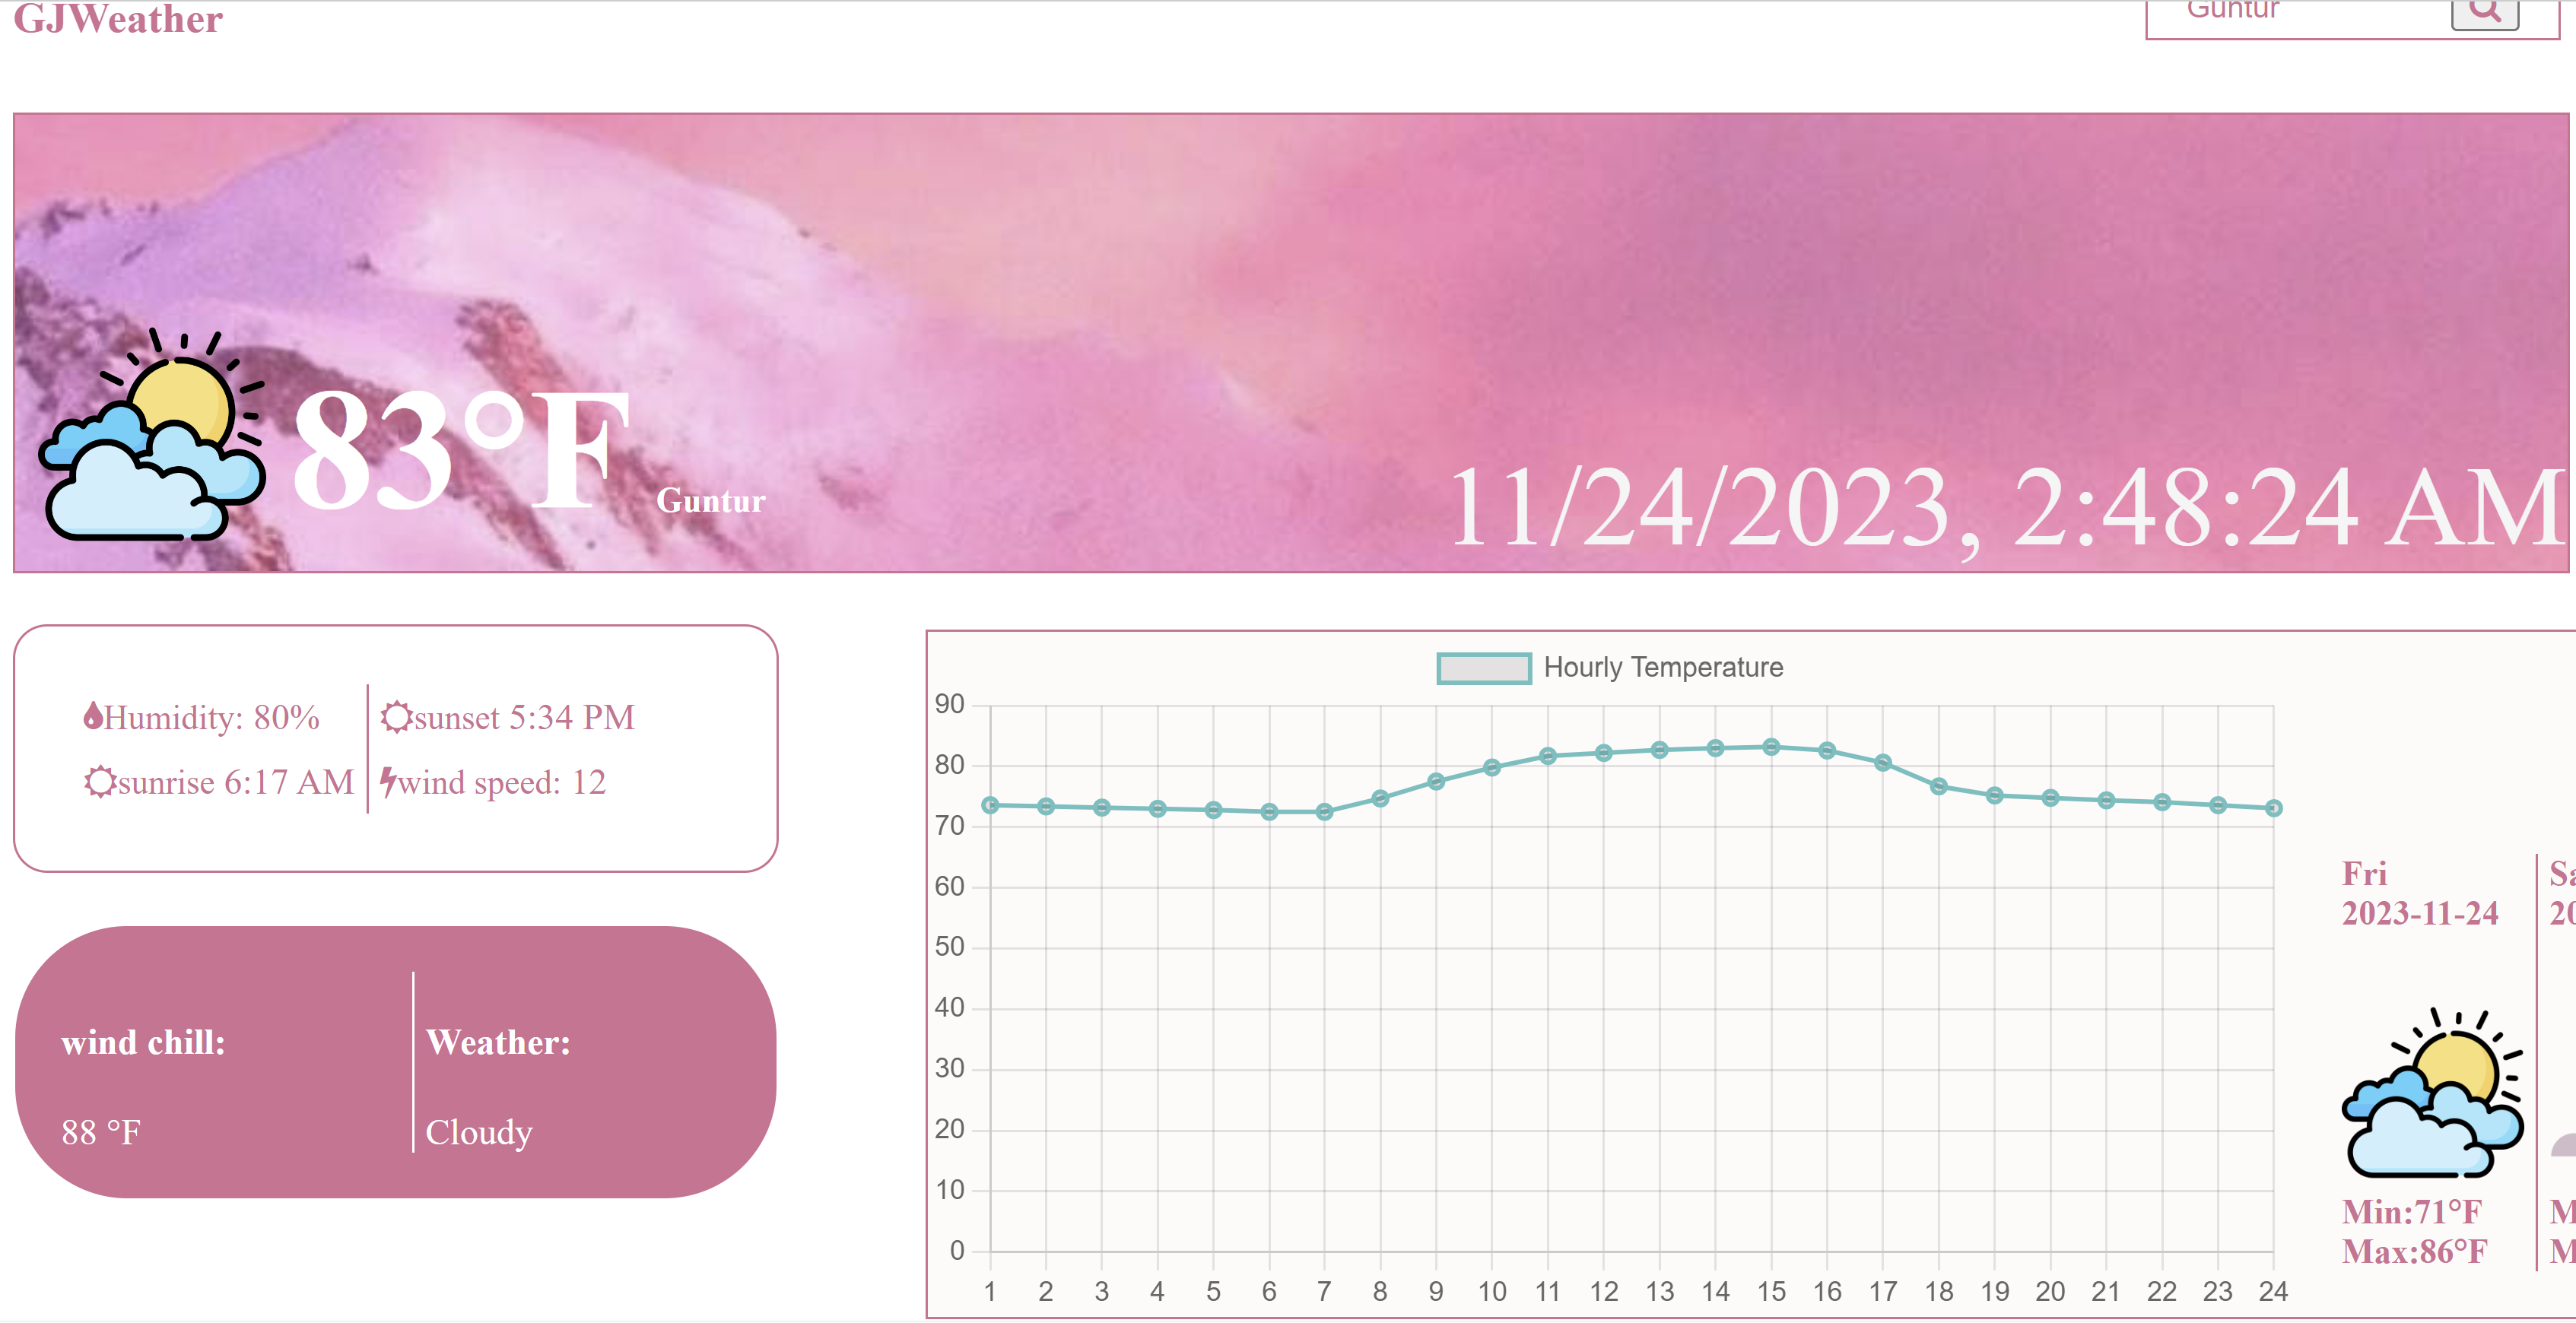 GJWeather
Guntur
83°F Guntur
11/24/2023, 2:48:24 AM
Humidity: 80%
sunset 5:34 PM
sunrise 6:17 AM
wind speed: 12
wind chill:
88 °F
Weather:
Cloudy
Hourly Temperature
90
80
70
60
50
40
30
20
10
0
1 2 3 4 5 6 7 8 9 10 11 12 13 14 15 16 17 18 19 20 21 22 23 24
Fri
2023-11-24
Min:71°F
Max:86°F